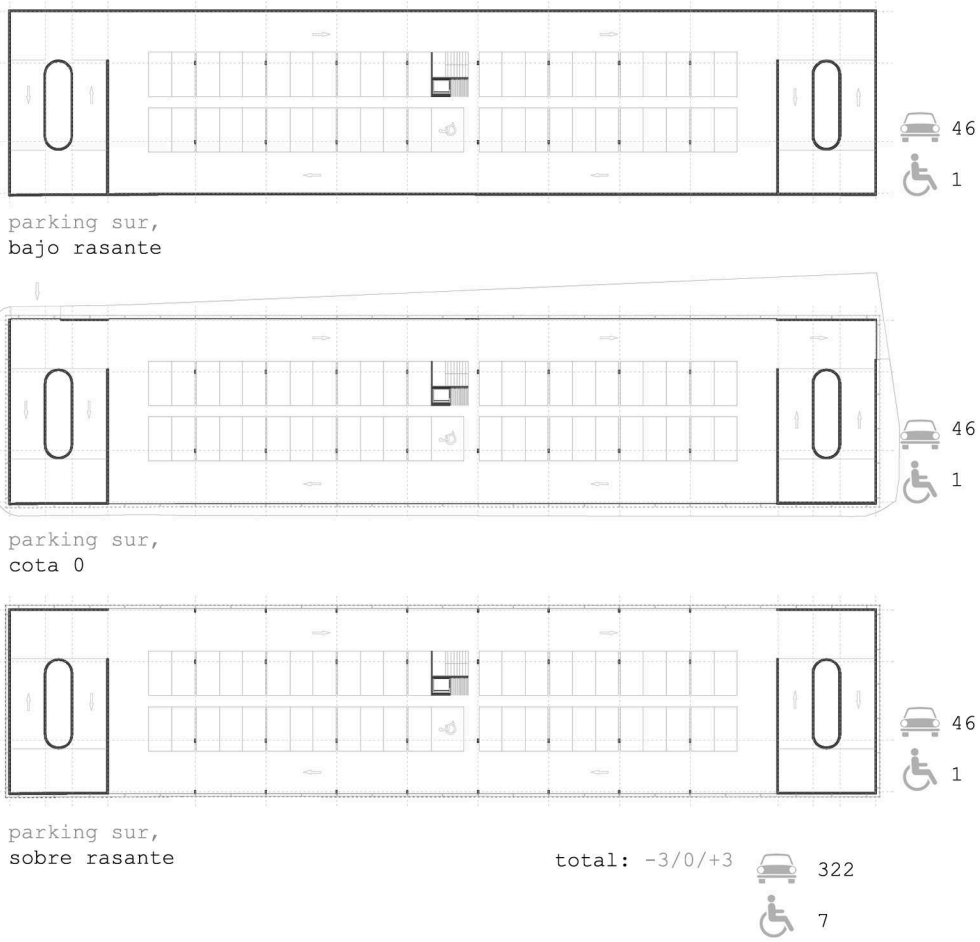 46
1
parking sur,
bajo rasante
46
1
parking sur,
cota 0
46
1
parking sur,
sobre rasante
total: -3/0/+3
322
7